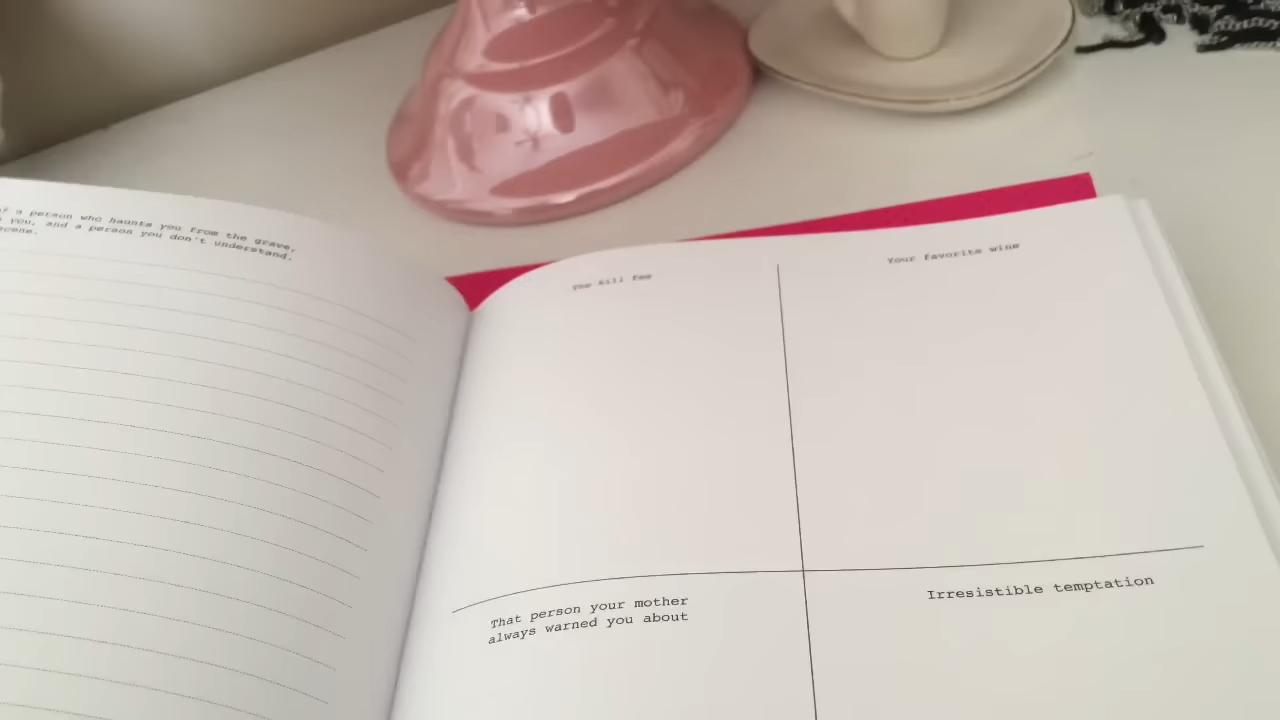 a person who haunts you from the grave,
you, and a person you don't understand.
scene.
Your favorite wine
That person your mother
always warned you about
Irresistible temptation